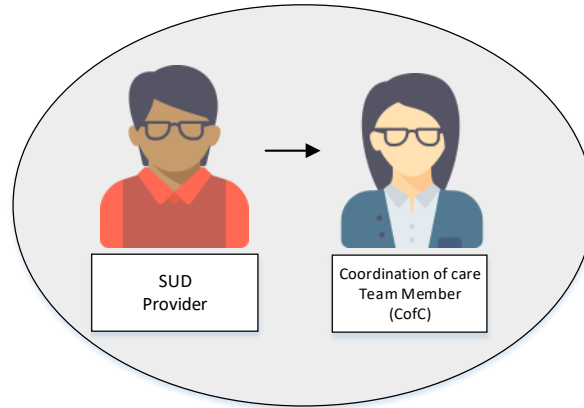 SUD
Provider
Coordination of care
Team Member
(CofC)